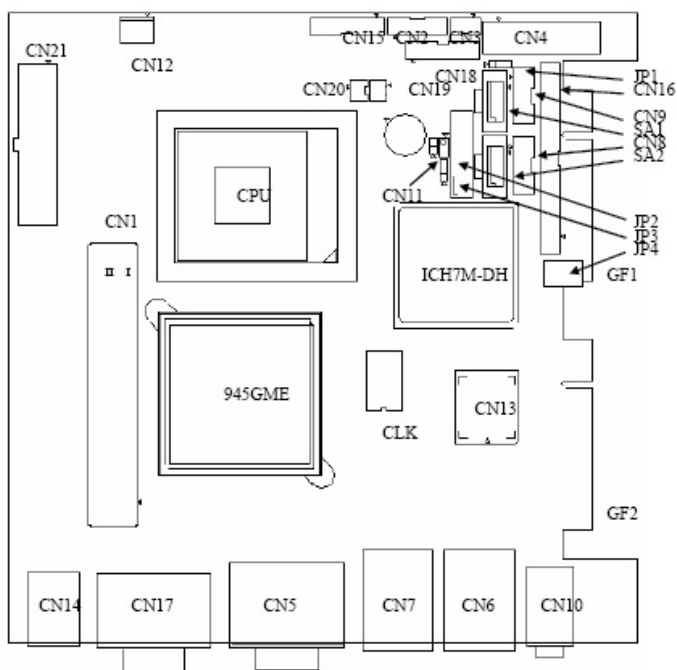 CN15 CN2 CN3 CN4
CN21
CN12
CN20 CN19 CN18
JP1
CN16
CN9
SA1
CN8
SA2
CN11
CPU
CN1
JP2
JP3
JP4
II I
ICH7M-DH
GF1
945GME
CLK
CN13
GF2
CN14 CN17 CN5 CN7 CN6 CN10